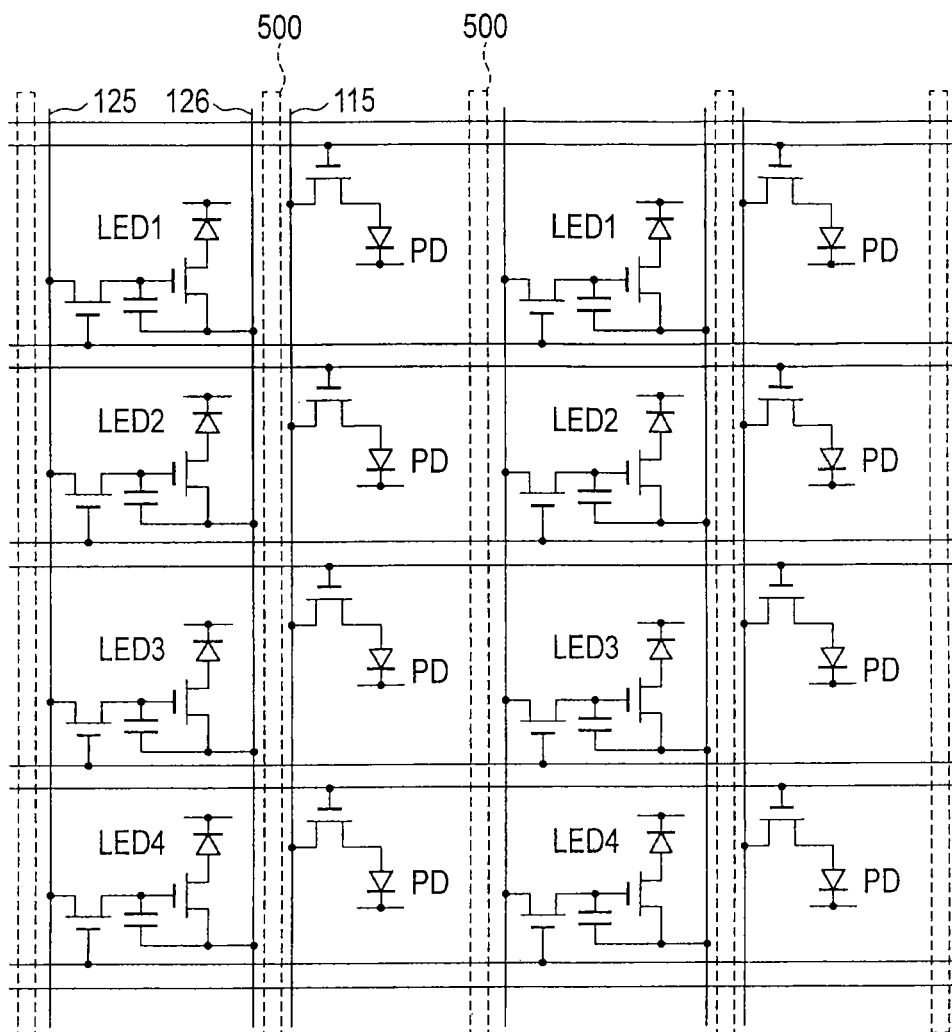 500 500
125 126 115
LED1 PD LED1 PD
LED2 PD LED2 PD
LED3 PD LED3 PD
LED4 PD LED4 PD